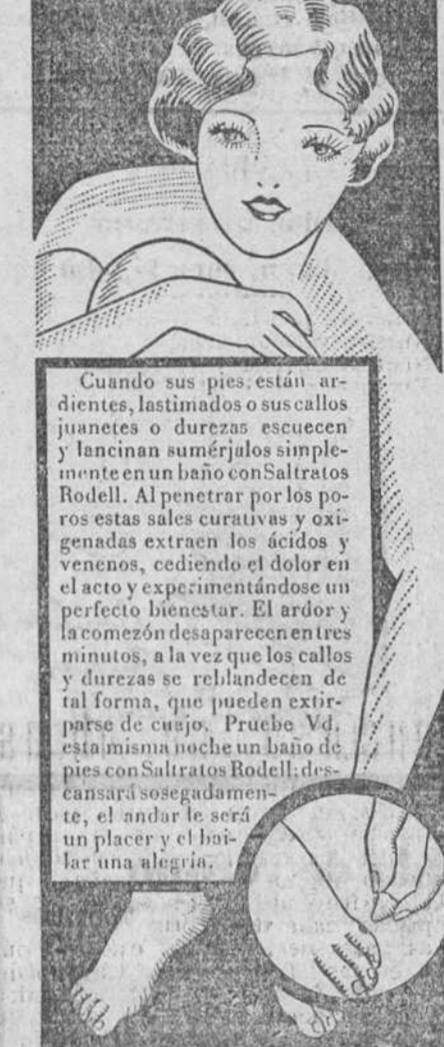 Cuando sus pies están ar-
dientes, lastimados o sus callos
juanetes o durezas escuecen
y lancinan sumérjalos simple-
mente en un baño con Saltratos
Rodell. Al penetrar por los po-
ros estas sales curativas y oxi-
genadas extraen los ácidos y
venenos, cediendo el dolor en
el acto y experimentándose un
perfecto bienestar. El ardor y
la comezón desaparecen en tres
minutos, a la vez que los callos
y durezas se reblandecen de
tal forma, que pueden extir-
parse de cuajo. Pruebe Vd.
esta misma noche un baño de
pies con Saltratos Rodell; des-
cansará sosegadamen-
te, el andar le será
un placer y el bai-
lar una alegría.